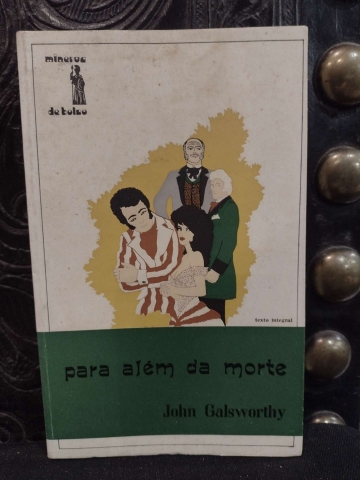 minerva
de bolso
texto integral
para além da morte
John Galsworthy